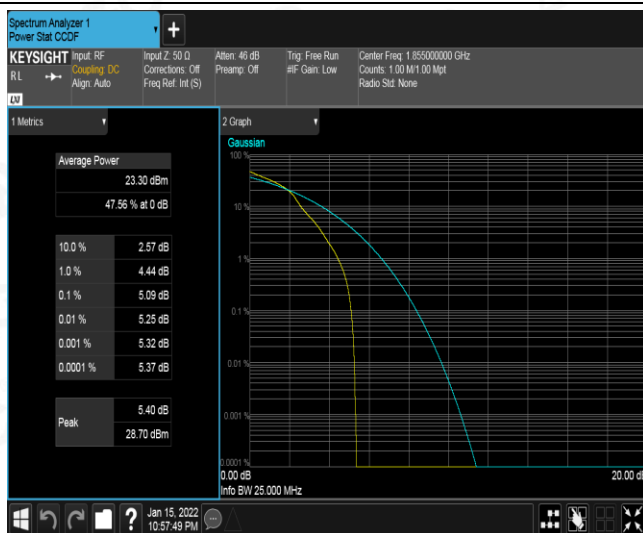 Spectrum Analyzer 1
Power Stat CCDF
+
KEYSIGHT
RL
LXI
Input: RF
Coupling: DC
Align: Auto
Input Z: 50 Ω
Corrections: Off
Freq Ref: Int (S)
Atten: 46 dB
Preamp: Off
Trig: Free Run
#IF Gain: Low
Center Freq: 1.855000000 GHz
Counts: 1.00 M/1.00 Mpt
Radio Std: None
1 Metrics
Average Power
23.30 dBm
47.56 % at 0 dB
10.0 % 2.57 dB
1.0 % 4.44 dB
0.1 % 5.09 dB
0.01 % 5.25 dB
0.001 % 5.32 dB
0.0001 % 5.37 dB
Peak
5.40 dB
28.70 dBm
2 Graph
Gaussian
100 %
10 %
1 %
0.1 %
0.01 %
0.001 %
0.0001 %
0.00 dB
20.00 dB
Info BW 25.000 MHz
?
Jan 15, 2022
10:57:49 PM